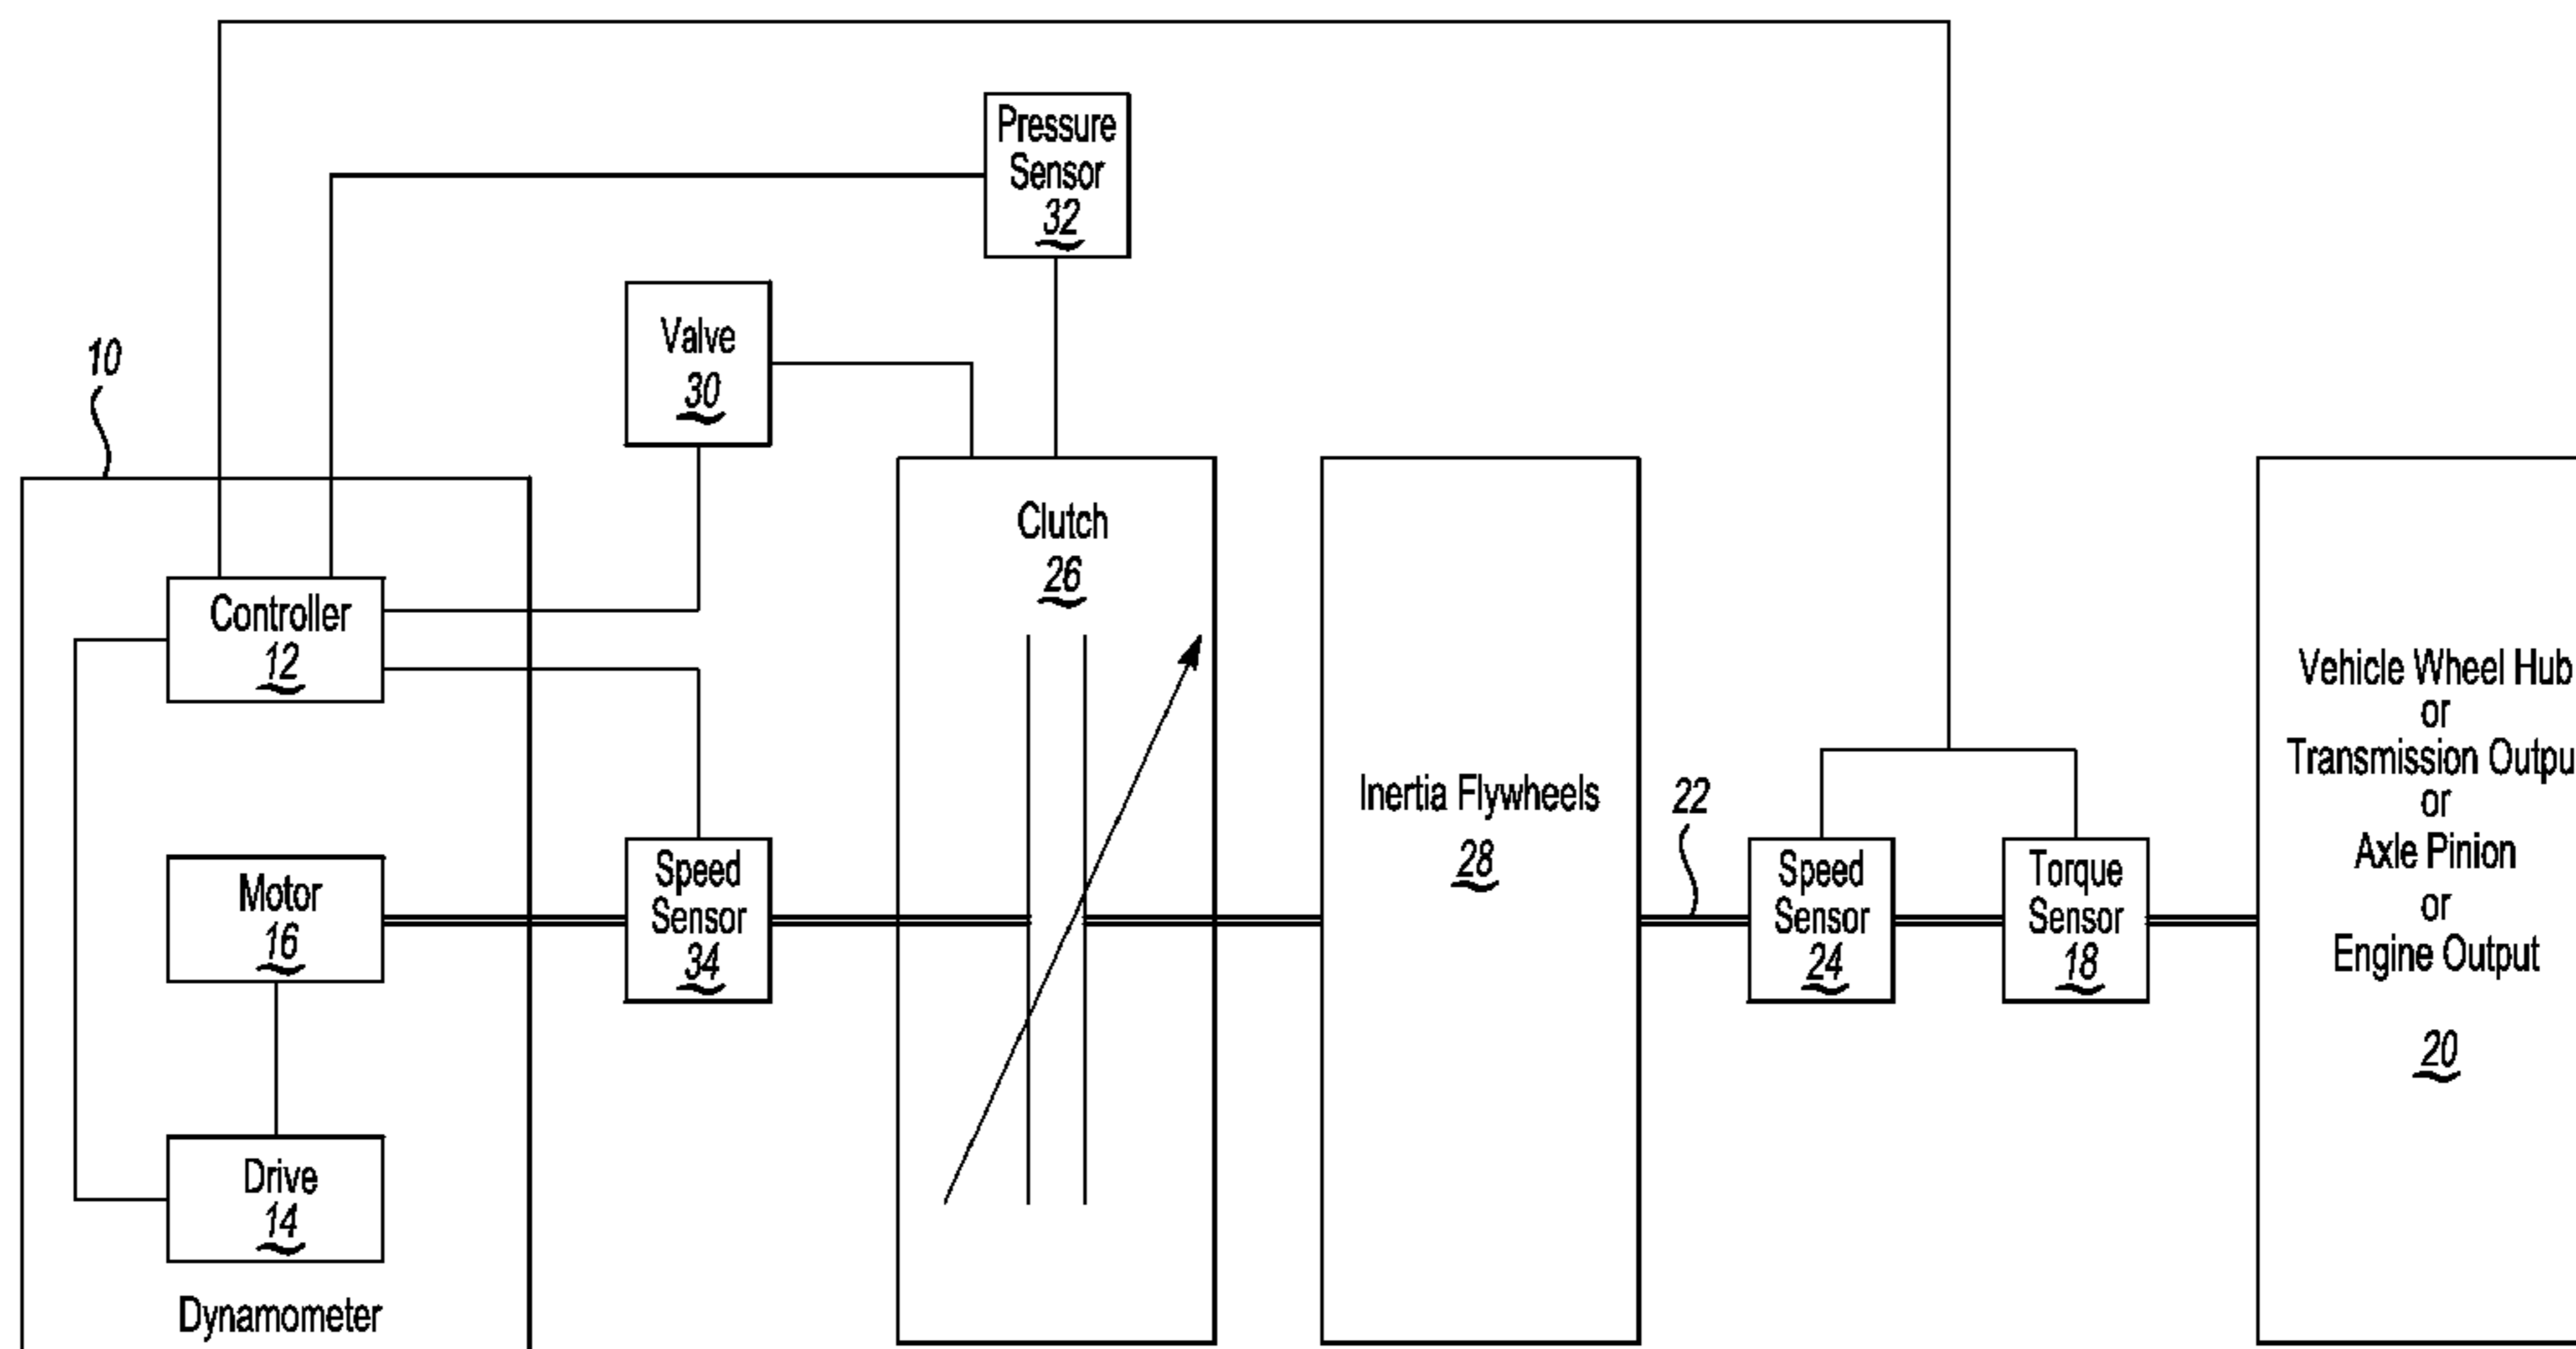 Pressure
Sensor
32
Valve
30
10
Clutch
26
Controller
12
Vehicle Wheel Hub
or
Transmission Outpu
or
Axle Pinion
or
Engine Output
20
Inertia Flywheels
28
22
Motor
16
Speed
Sensor
34
Speed
Sensor
24
Torque
Sensor
18
Drive
14
Dynamometer